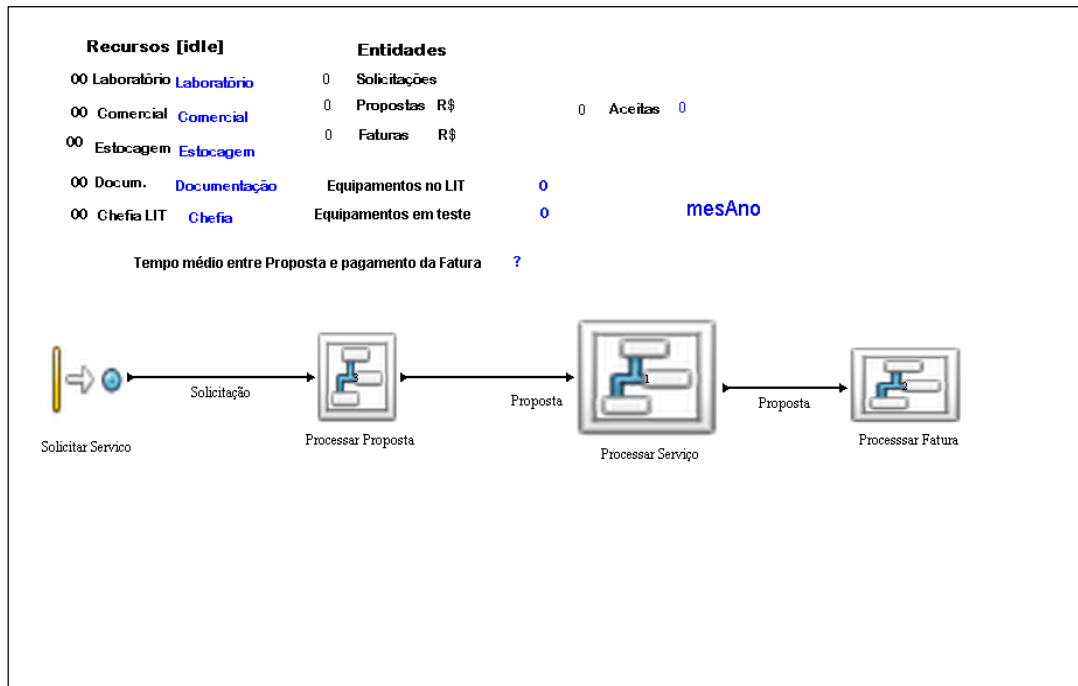 Recursos [idle] Entidades
00 Laboratório Laboratório 0 Solicitações
00 Comercial Comercial 0 Propostas R$ 0 Aceitas 0
00 Estocagem Estocagem 0 Faturas R$
00 Docum. Documentação Equipamentos no LIT 0
00 Chefia LIT Chefia Equipamentos em teste 0 mesAno
Tempo médio entre Proposta e pagamento da Fatura ?
3 1 2
Solicitação Proposta Proposta
Solicitar Servico Processar Proposta Processar Serviço Processsar Fatura